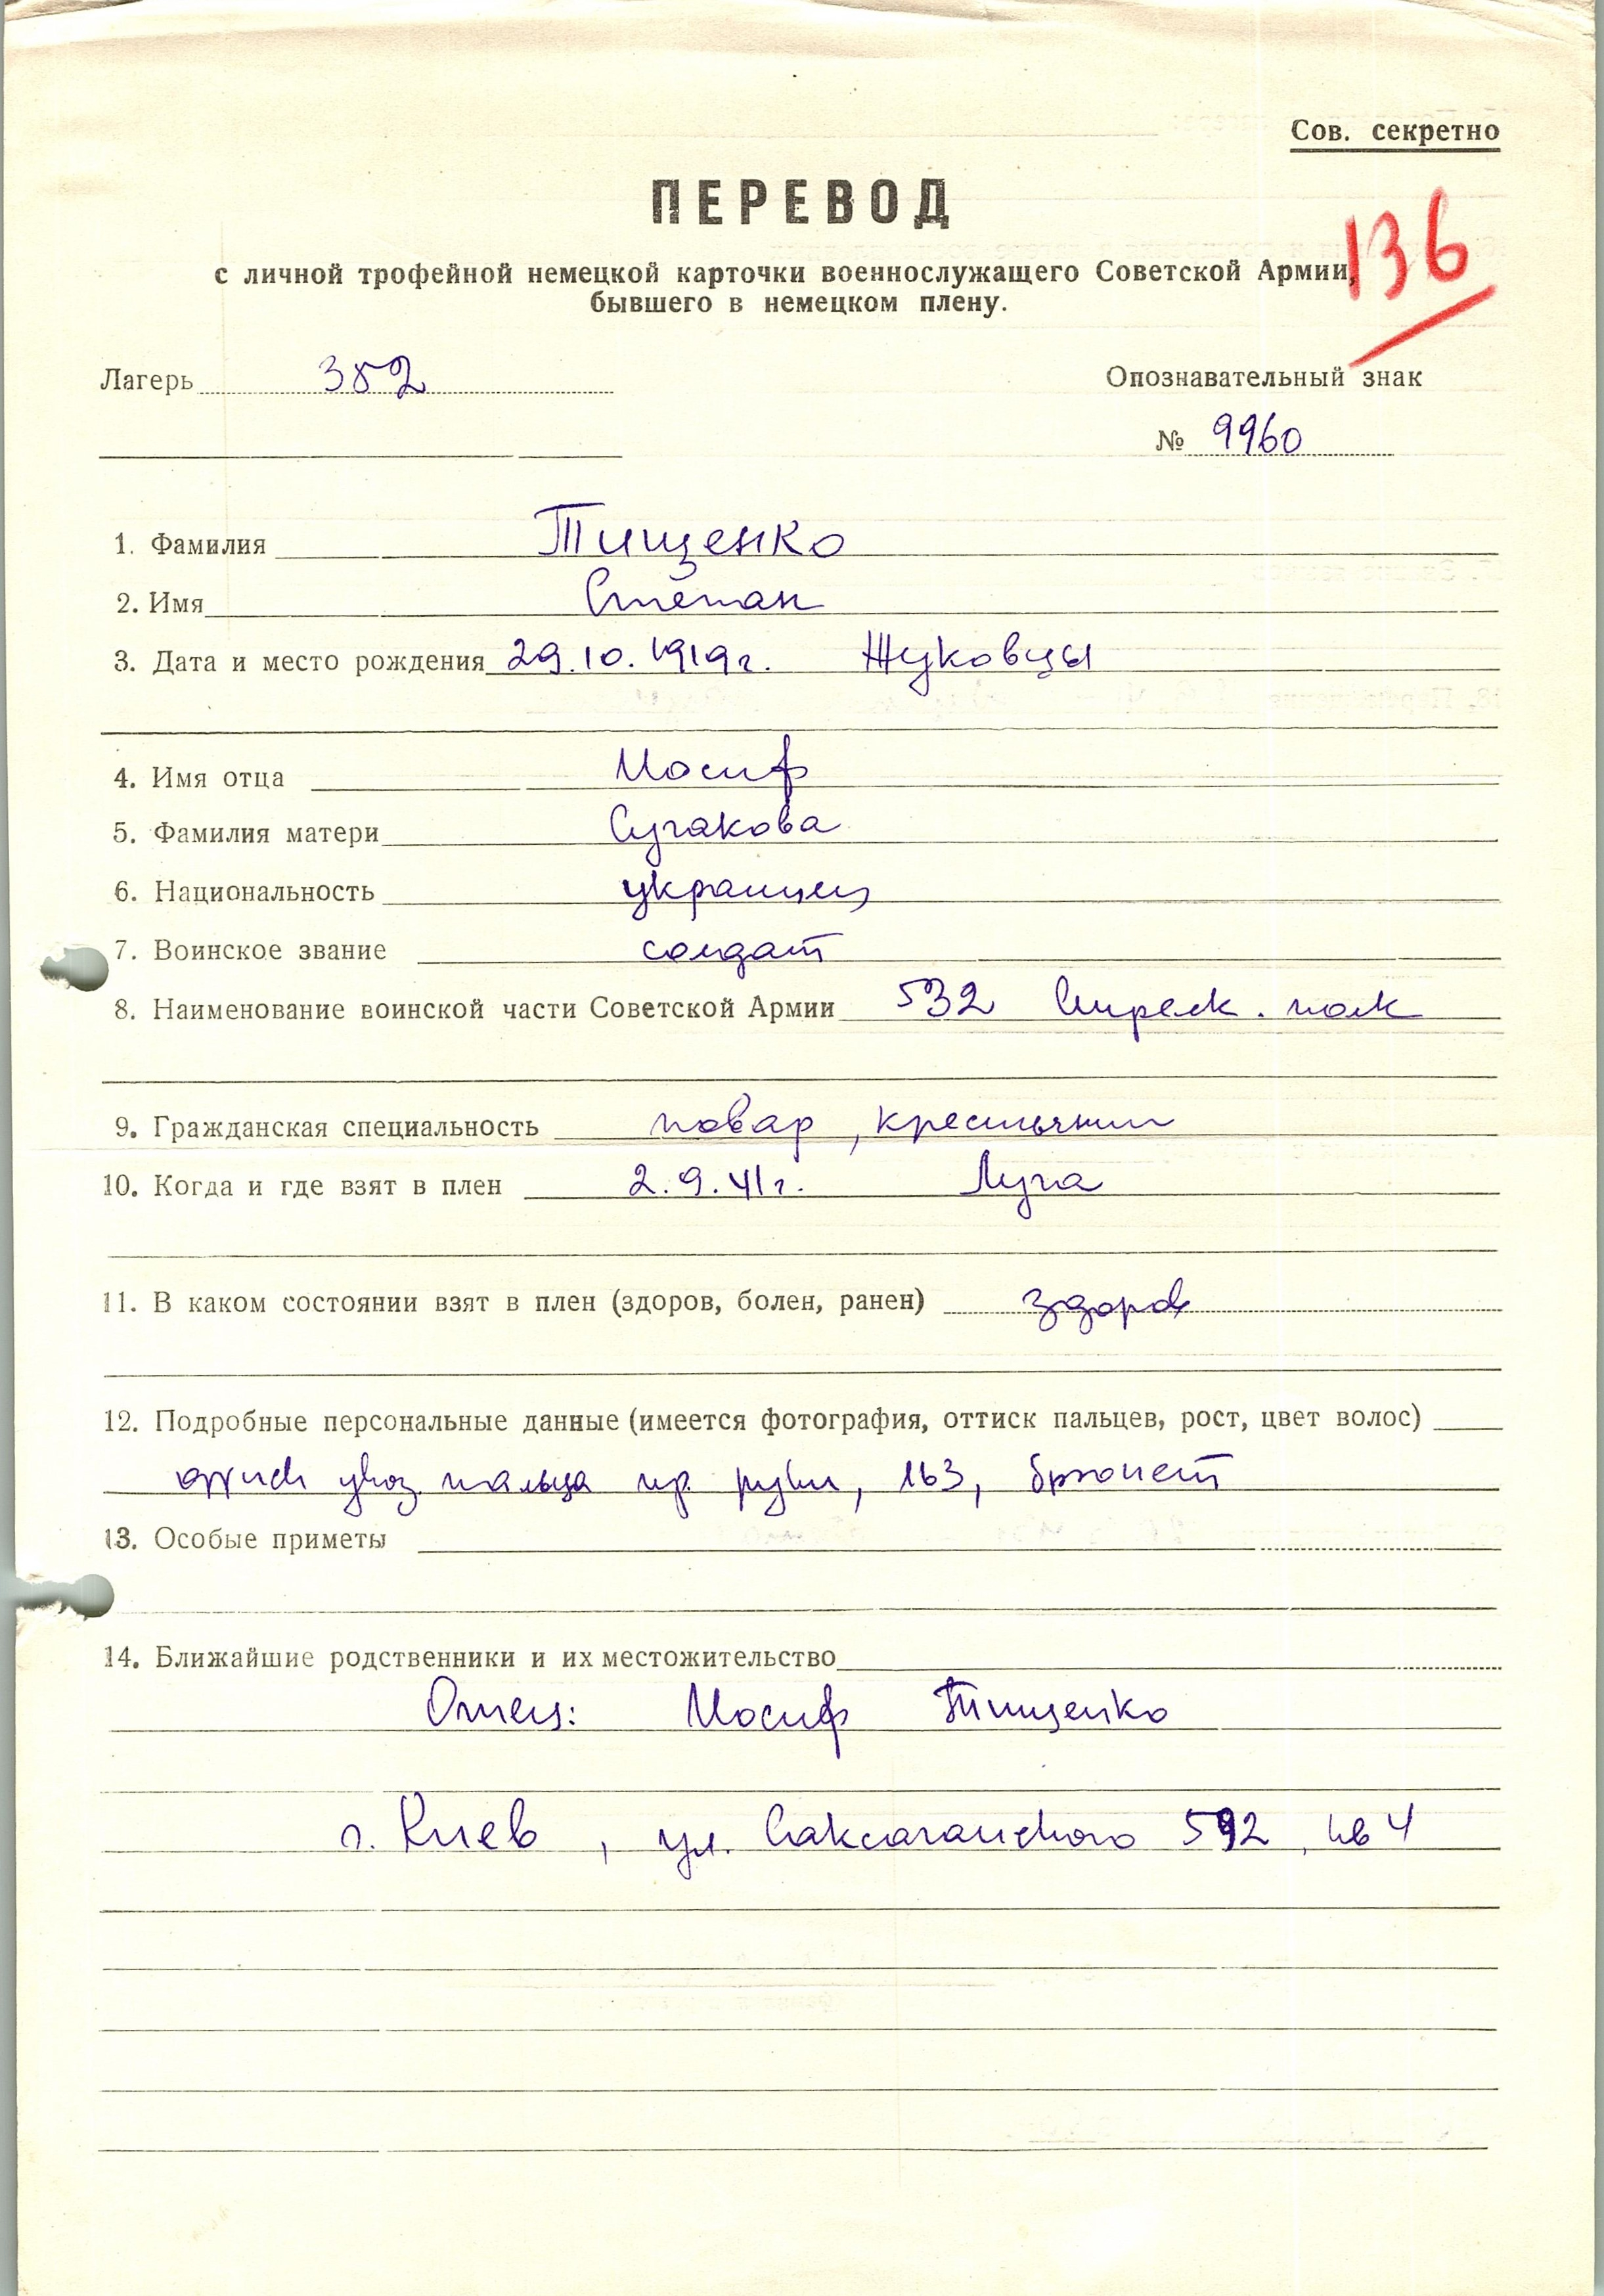 Сов. секретно
ПЕРЕВОД
136
с личной трофейной немецкой карточки военнослужащего Советской Армии,
бывшего в немецком плену.
Лагерь 352 Опознавательный знак
№ 9960
1. Фамилия Тищенко
2. Имя Степан
3. Дата и место рождения 29.10.1919г. Жуковцы
4. Имя отца Иосиф
5. Фамилия матери Сугакова
6. Национальность украинец
7. Воинское звание солдат
8. Наименование воинской части Советской Армии 532 Стрелк. полк
9. Гражданская специальность повар, крестьянин
10. Когда и где взят в плен 2.9.41г. Луга
11. В каком состоянии взят в плен (здоров, болен, ранен) здоров
12. Подробные персональные данные (имеется фотография, оттиск пальцев, рост, цвет волос)
указ. пальца пр. руки, 163, брюнет
13. Особые приметы
14. Ближайшие родственники и их местожительство
Отец: Иосиф Тищенко
г. Киев, ул. Саксаганского 592, кв 4